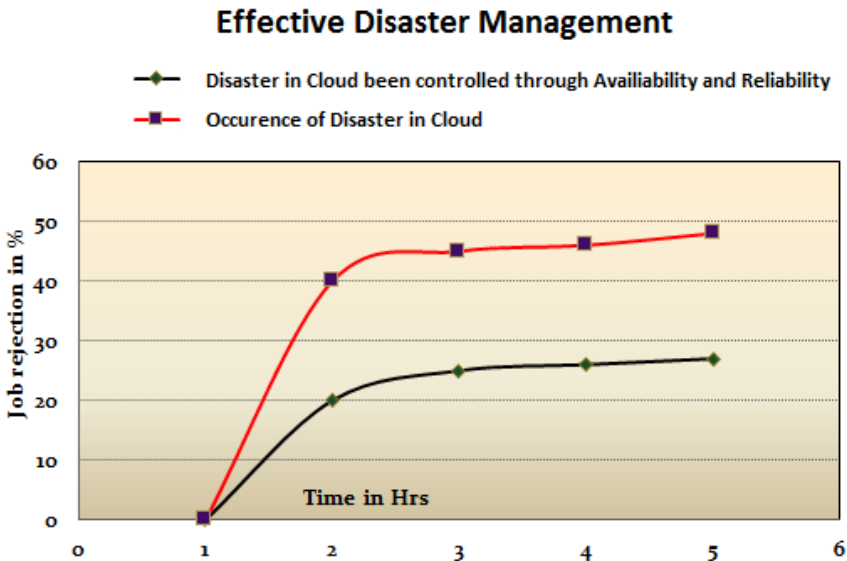 Effective Disaster Management
Disaster in Cloud been controlled through Availiability and Reliability
Occurence of Disaster in Cloud
60
50
40
30
20
10
0
Job rejection in %
Time in Hrs
0 1 2 3 4 5 6